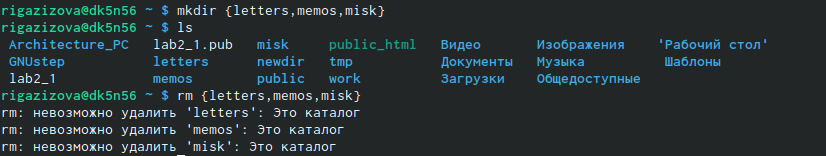 rigazizova@dk5n56 ~ $ mkdir {letters,memos,misk}
rigazizova@dk5n56 ~ $ ls
Architecture_PC lab2_1.pub misk public_html Видео Изображения 'Рабочий стол'
GNUstep letters newdir tmp Документы Музыка Шаблоны
lab2_1 memos public work Загрузки Общедоступные
rigazizova@dk5n56 ~ $ rm {letters,memos,misk}
rm: невозможно удалить 'letters': Это каталог
rm: невозможно удалить 'memos': Это каталог
rm: невозможно удалить 'misk': Это каталог